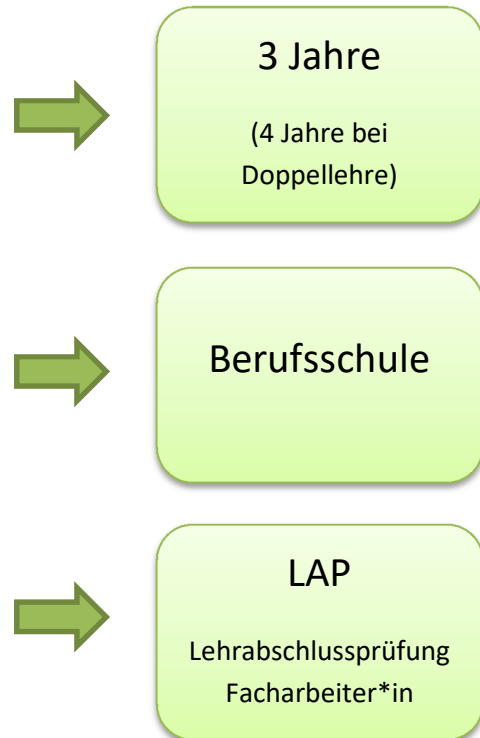 3 Jahre
(4 Jahre bei
Doppellehre)
Berufsschule
LAP
Lehrabschlussprüfung
Facharbeiter*in